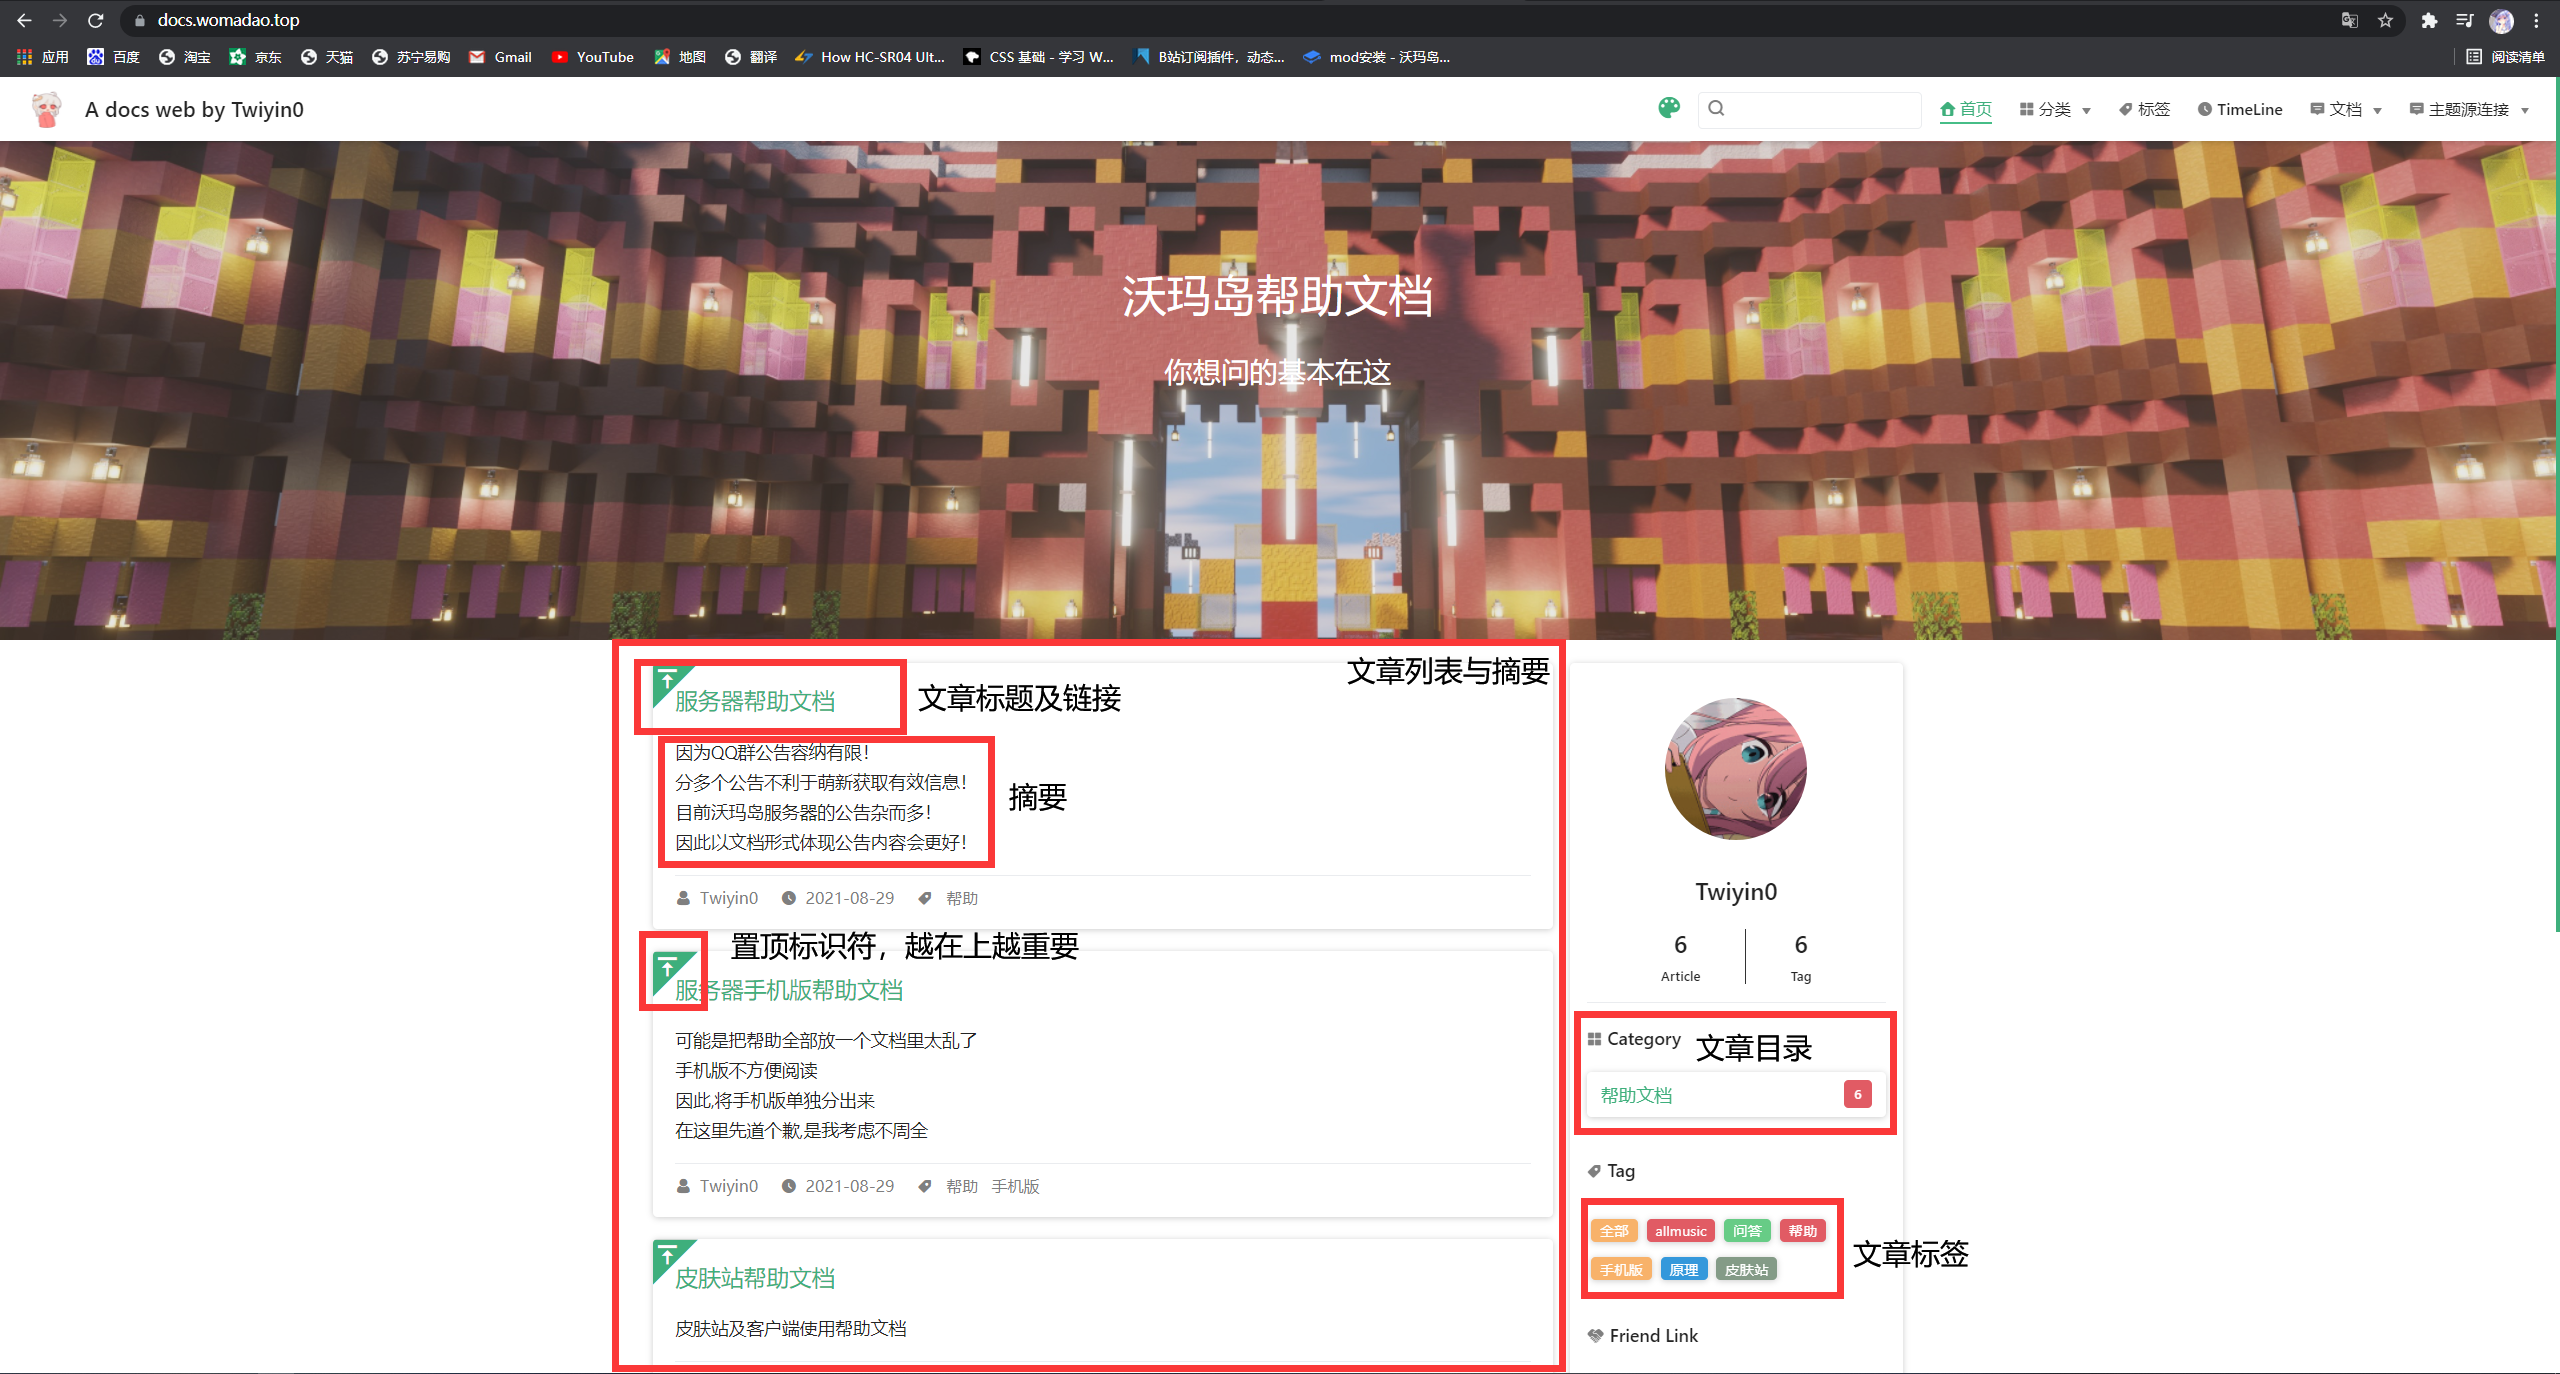 docs.womadao.top
应用 百度 淘宝 京东 天猫 苏宁易购 Gmail YouTube 地图 翻译 How HC-SR04 Ult... CSS 基础 - 学习 W... B站订阅插件，动态... mod安装 - 沃玛岛... 阅读清单
A docs web by Twiyin0 首页 分类 标签 TimeLine 文档 主题源连接
沃玛岛帮助文档
你想问的基本在这
文章列表与摘要
服务器帮助文档 文章标题及链接
因为QQ群公告容纳有限！
分多个公告不利于萌新获取有效信息！
目前沃玛岛服务器的公告杂而多！
因此以文档形式体现公告内容会更好！
摘要
Twiyin0 2021-08-29 帮助
置顶标识符，越在上越重要
服务器手机版帮助文档
可能是把帮助全部放一个文档里太乱了
手机版不方便阅读
因此,将手机版单独分出来
在这里先道个歉,是我考虑不周全
Twiyin0 2021-08-29 帮助 手机版
皮肤站帮助文档
皮肤站及客户端使用帮助文档
Twiyin0
6 6
Article Tag
Category 文章目录
帮助文档 6
Tag
全部 allmusic 问答 帮助
手机版 原理 皮肤站
文章标签
Friend Link